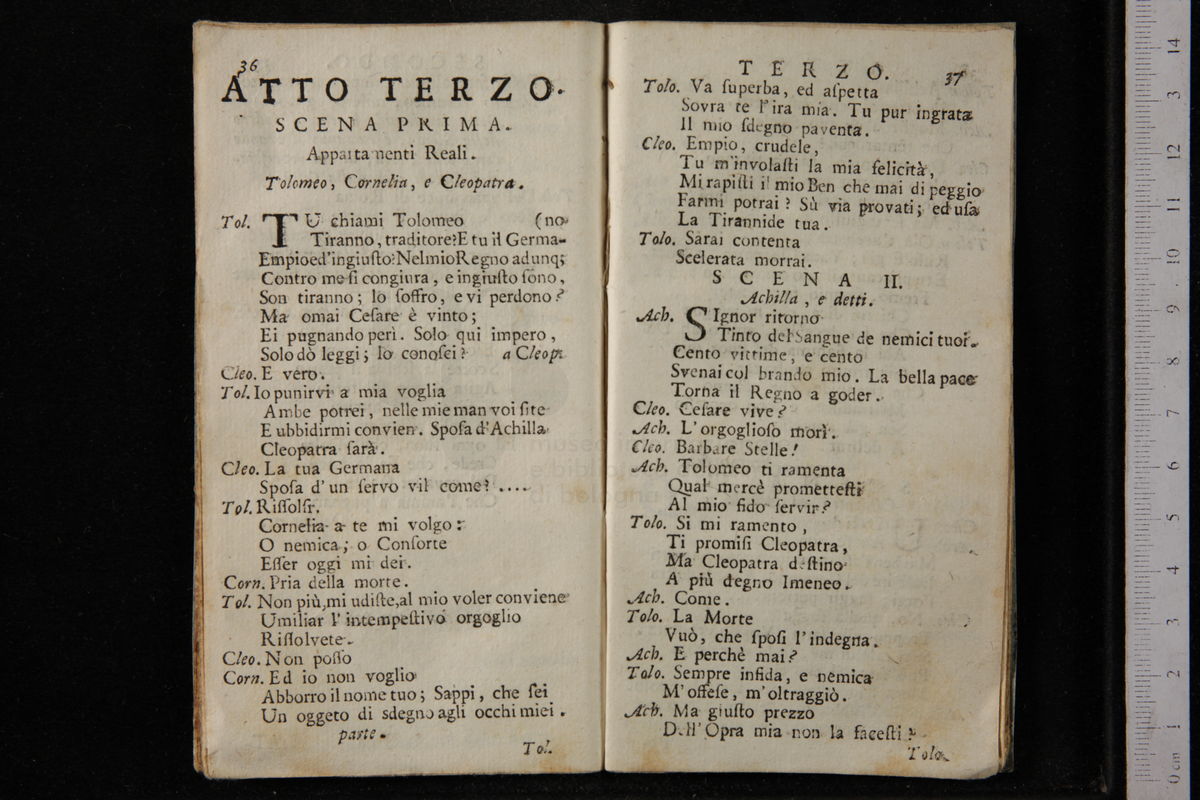 36
ATTO TERZO.
SCENA PRIMA.
Appartamenti Reali.
Tolomeo, Cornelia, e Cleopatra.
Tol. TU chiami Tolomeo (no
Tiranno, traditore? E tu il Germa-
Empio ed' ingiusto? Nel mio Regno adunq;
Contro me si congiura, e ingiusto sono,
Son tiranno; Io soffro, e vi perdono?
Ma omai Cesare è vinto;
Ei pugnando perì. Solo qui impero,
Solo dò leggi; Io conosei? a Cleop.
Cleo. E vero.
Tol. Io punirvi a mia voglia
Ambe potrei, nelle mie man voi site
E ubbidirmi convien. Sposa d'Achilla
Cleopatra sarà.
Cleo. La tua Germana
Sposa d' un servo vil come? ....
Tol. Rissolsi.
Cornelia a te mi volgo:
O nemica; o Consorte
Esser oggi mi dei.
Corn. Pria della morte.
Tol. Non più, mi udiste, al mio voler conviene
Umiliar l' intempestivo orgoglio
Rissolvete.
Cleo. Non posso
Corn. Ed io non voglio
Abborro il nome tuo; Sappi, che sei
Un oggeto di sdegno agli occhi miei.
parte.
Tol.
TERZO. 37
Tolo. Va superba, ed aspetta
Sovra te l'ira mia. Tu pur ingrata
Il mio sdegno paventa.
Cleo. Empio, crudele,
Tu m'involasti la mia felicità,
Mi rapisti il mio Ben che mai di peggio
Farmi potrai? Sù via provati; ed usa
La Tirannide tua.
Tolo. Sarai contenta
Scelerata morrai.
SCENA II.
Achilla, e detti.
Ach. SIgnor ritorno
Tinto del Sangue de nemici tuoi.
Cento vittime, e cento
Svenai col brando mio. La bella pace
Torna il Regno a goder.
Cleo. Cesare vive?
Ach. L'orgoglioso morì.
Cleo. Barbare Stelle!
Ach. Tolomeo ti ramenta
Qual mercè promettesti
Al mio fido servir?
Tolo. Si mi ramento,
Ti promisi Cleopatra,
Ma Cleopatra destino
A più degno Imeneo.
Ach. Come.
Tolo. La Morte
Vuò, che sposi l'indegna.
Ach. E perchè mai?
Tolo. Sempre infida, e nemica
M'offese, m'oltraggiò.
Ach. Ma giusto prezzo
Dell'Opra mia non la facesti?
Tolo.